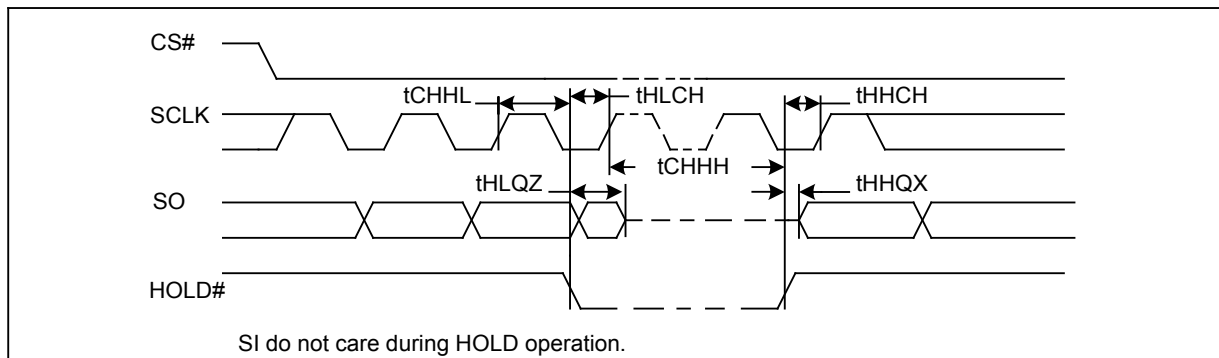 CS#
tCHHL
tHLCH
tHHCH
SCLK
tCHHH
tHLQZ
tHHQX
SO
HOLD#
SI do not care during HOLD operation.